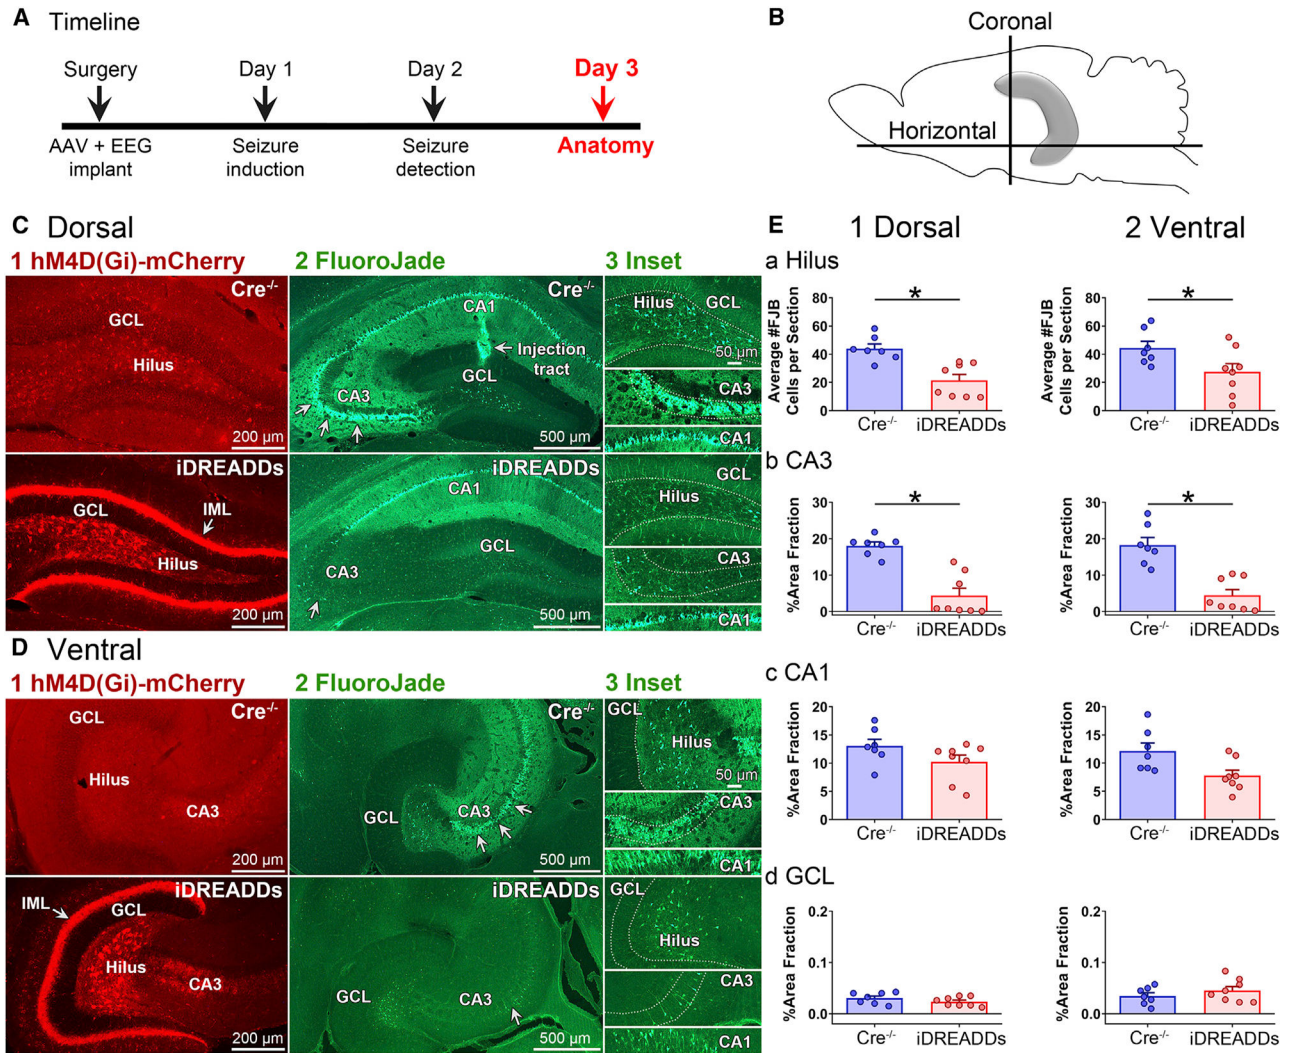 A Timeline
Surgery
Day 1
Day 2
Day 3
AAV + EEG
implant
Seizure
induction
Seizure
detection
Anatomy
B
Coronal
Horizontal
C Dorsal
1 hM4D(Gi)-mCherry
2 FluoroJade
3 Inset
Cre-/-
GCL
Hilus
200 μm
Cre-/-
CA1
Injection
tract
GCL
CA3
500 μm
Hilus
GCL
50 μm
CA3
CA1
iDREADDs
GCL
IML
Hilus
200 μm
iDREADDs
CA1
GCL
CA3
500 μm
GCL
Hilus
CA3
CA1
D Ventral
1 hM4D(Gi)-mCherry
2 FluoroJade
3 Inset
Cre-/-
GCL
Hilus
CA3
200 μm
Cre-/-
GCL
CA3
500 μm
GCL
Hilus
50 μm
CA3
CA1
iDREADDs
IML
GCL
Hilus
CA3
200 μm
iDREADDs
GCL
CA3
500 μm
GCL
Hilus
CA3
CA1
E
1 Dorsal
2 Ventral
a Hilus
Average #FJB
Cells per Section
80
60
40
20
0
*
Cre-/-
iDREADDs
Average #FJB
Cells per Section
80
60
40
20
0
*
Cre-/-
iDREADDs
b CA3
%Area Fraction
30
20
10
0
*
Cre-/-
iDREADDs
%Area Fraction
30
20
10
0
*
Cre-/-
iDREADDs
c CA1
%Area Fraction
20
15
10
5
0
Cre-/-
iDREADDs
%Area Fraction
20
15
10
5
0
Cre-/-
iDREADDs
d GCL
%Area Fraction
0.2
0.1
0.0
Cre-/-
iDREADDs
%Area Fraction
0.2
0.1
0.0
Cre-/-
iDREADDs